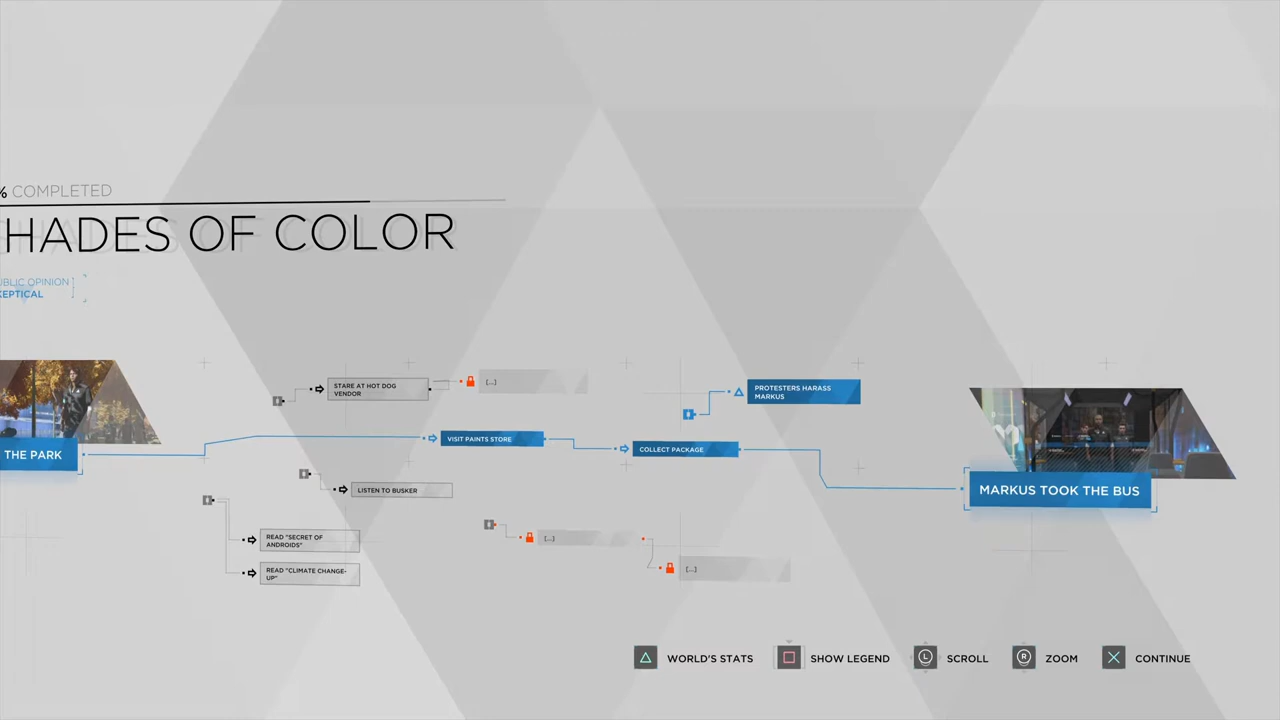 % COMPLETED
HADES OF COLOR
UBLIC OPINION
KEPTICAL
STARE AT HOT DOG
VENDOR
[...]
PROTESTERS HARASS
MARKUS
VISIT PAINTS STORE
COLLECT PACKAGE
THE PARK
LISTEN TO BUSKER
MARKUS TOOK THE BUS
READ "SECRET OF
ANDROIDS"
[...]
READ "CLIMATE CHANGE-
UP"
[...]
WORLD'S STATS
SHOW LEGEND
L
SCROLL
R
ZOOM
CONTINUE